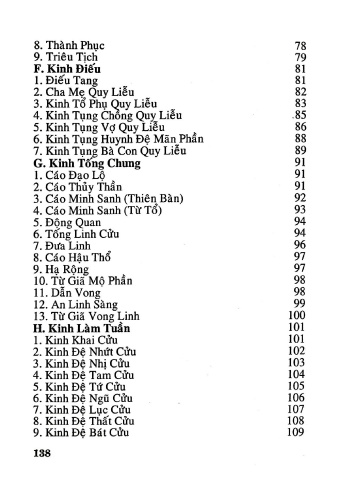 8. Thành Phục 78
9. Triêu Tịch 79
F. Kinh Điếu 81
1. Điếu Tang 81
2. Cha Mẹ Quy Liễu 82
3. Kinh Tổ Phụ Quy Liễu 83
4. Kinh Tụng Chồng Quy Liễu 85
5. Kinh Tụng Vợ Quy Liễu 86
6. Kinh Tụng Huynh Đệ Mãn Phần 88
7. Kinh Tụng Bà Con Quy Liễu 89
G. Kinh Tống Chung 91
1. Cáo Đạo Lộ 91
2. Cáo Thủy Thần 91
3. Cáo Minh Sanh (Thiên Bàn) 92
4. Cáo Minh Sanh (Từ Tổ) 93
5. Động Quan 94
6. Tống Linh Cửu 94
7. Đưa Linh 96
8. Cáo Hậu Thổ 97
9. Hạ Rộng 97
10. Từ Giã Mộ Phần 98
11. Dẫn Vong 98
12. An Linh Sàng 99
13. Từ Giã Vong Linh 100
H. Kinh Làm Tuần 101
1. Kinh Khai Cửu 101
2. Kinh Đệ Nhứt Cửu 102
3. Kinh Đệ Nhị Cửu 103
4. Kinh Đệ Tam Cửu 104
5. Kinh Đệ Tứ Cửu 105
6. Kinh Đệ Ngũ Cửu 106
7. Kinh Đệ Lục Cửu 107
8. Kinh Đệ Thất Cửu 108
9. Kinh Đệ Bát Cửu 109
138